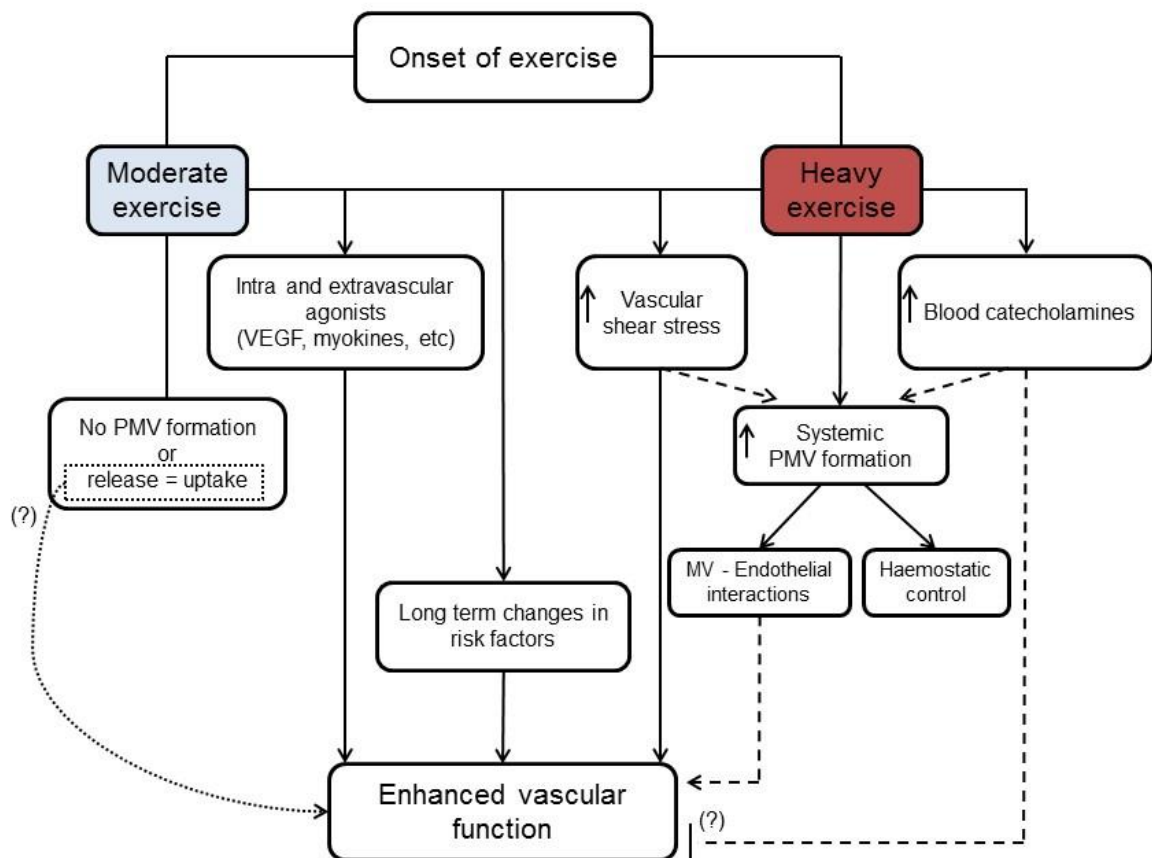 Onset of exercise
Moderate
exercise
Heavy
exercise
Intra and extravascular
agonists
(VEGF, myokines, etc)
Vascular
shear stress
Blood catecholamines
No PMV formation
or
release = uptake
(?)
Systemic
PMV formation
MV - Endothelial
interactions
Haemostatic
control
Long term changes in
risk factors
Enhanced vascular
function
(?)